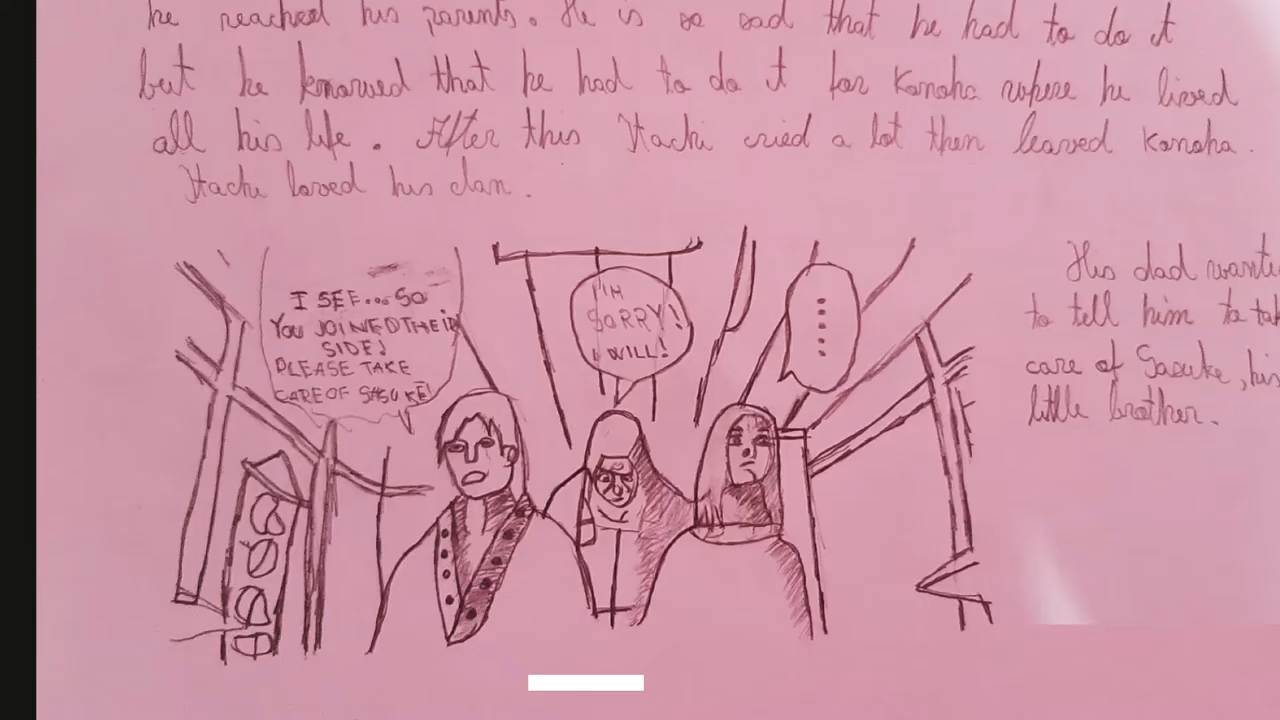 he reached his parents. He is so sad that he had to do it
but he knowed that he had to do it for Konoha where he lived
all his life. After this Itachi cried a lot then leaved Konoha.
Itachi loved his clan.
I SEE...SO
YOU JOINED THEIR
SIDE!
PLEASE TAKE
CARE OF SASUKE!
I'M
SORRY!
I WILL!
......
His dad wante
to tell him to tak
care of Sasuke, his
little brother.